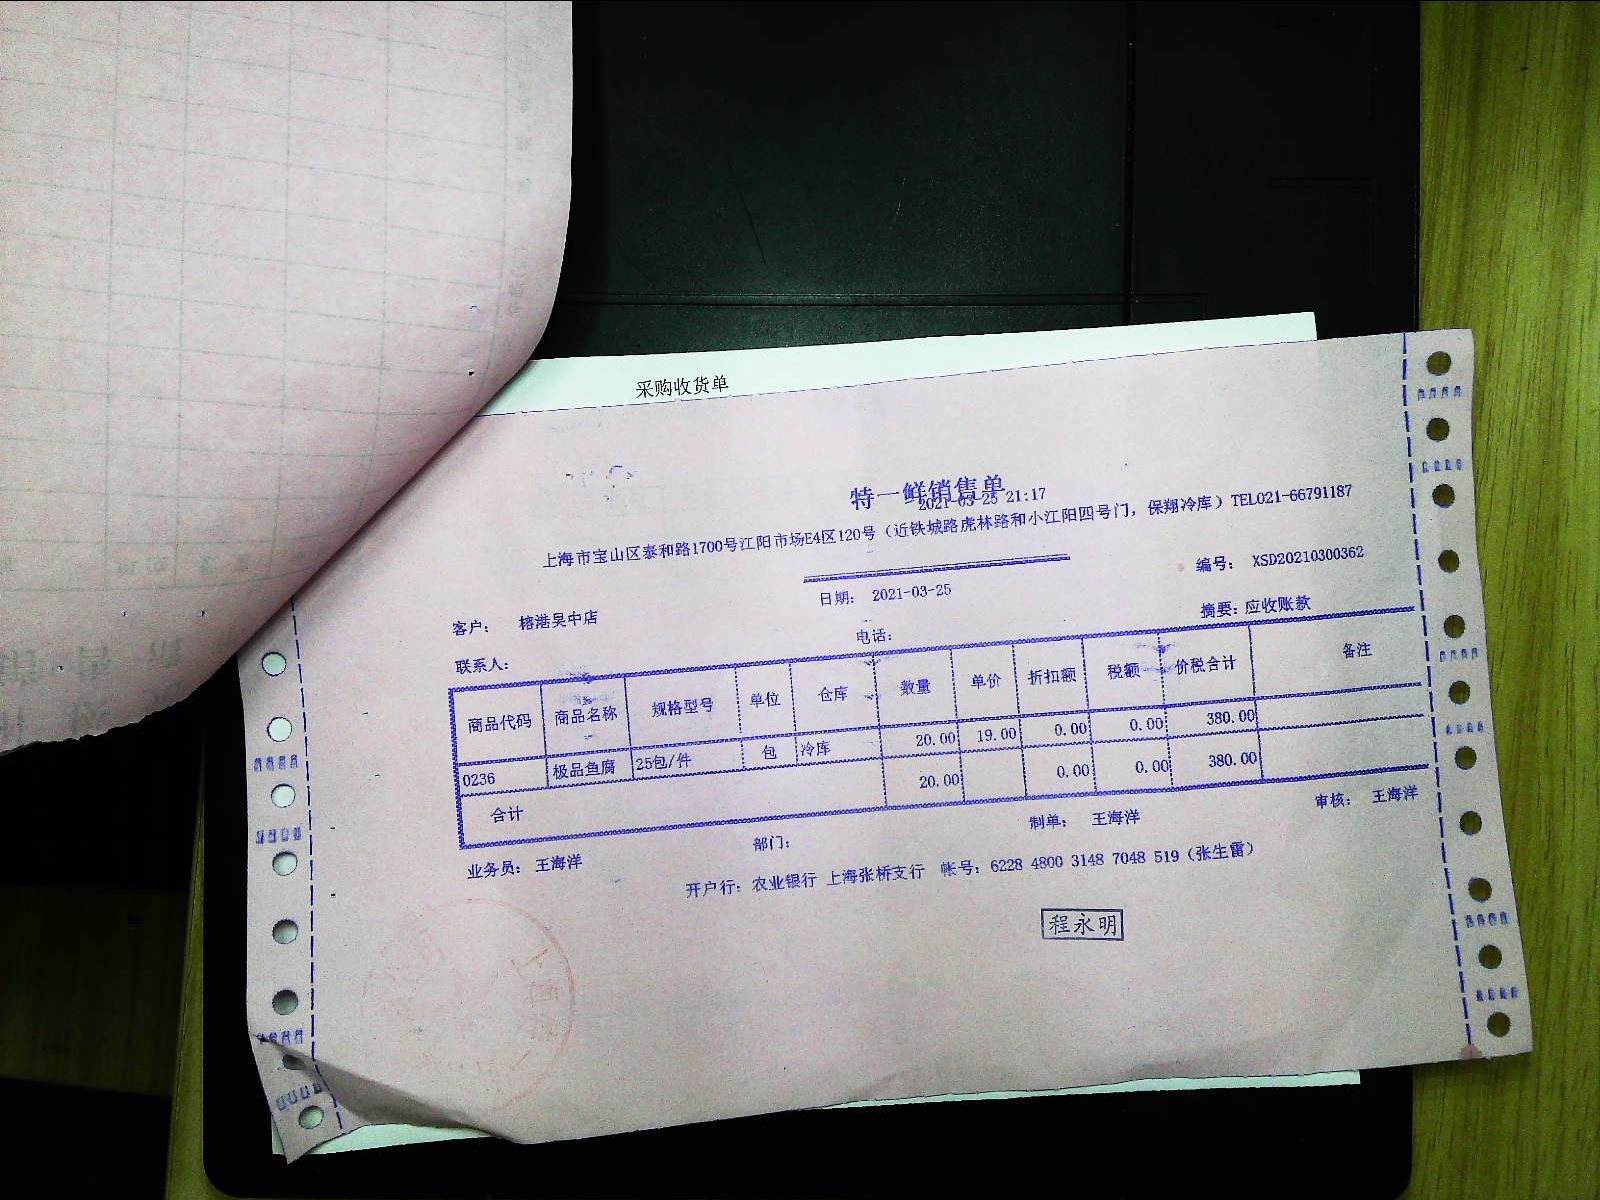 采购收货单
特一鲜销售单
2021-03-25 21:17
上海市宝山区泰和路1700号江阳市场E4区120号（近铁城路虎林路和小江阳四号门，保翔冷库）TEL021-66791187
日期： 2021-03-25 编号： XSD20210300362
客户： 榕港吴中店 电话： 摘要：应收账款
联系人：
商品代码 商品名称 规格型号 单位 仓库 数量 单价 折扣额 税额 价税合计 备注
0236 极品鱼腐 25包/件 包 冷库 20.00 19.00 0.00 0.00 380.00
合计 20.00 0.00 0.00 380.00
业务员： 王海洋 部门： 制单： 王海洋 审核： 王海洋
开户行：农业银行 上海张桥支行 帐号：6228 4800 3148 7048 519（张生雷）
程永明